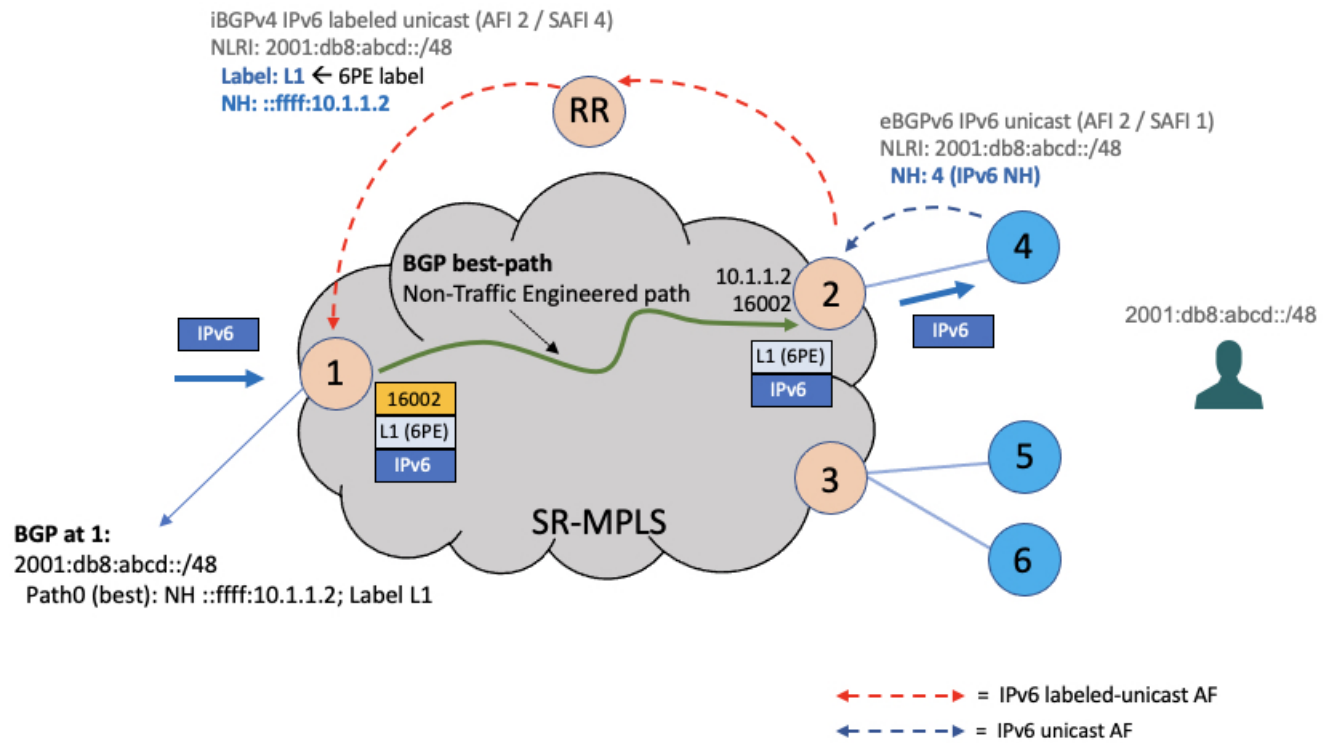 iBGPv4 IPv6 labeled unicast (AFI 2 / SAFI 4)
NLRI: 2001:db8:abcd::/48
Label: L1 ← 6PE label
NH: ::ffff:10.1.1.2
RR
eBGPv6 IPv6 unicast (AFI 2 / SAFI 1)
NLRI: 2001:db8:abcd::/48
NH: 4 (IPv6 NH)
4
BGP best-path
Non-Traffic Engineered path
10.1.1.2
16002
2
IPv6
IPv6
2001:db8:abcd::/48
1
L1 (6PE)
IPv6
16002
L1 (6PE)
IPv6
5
3
SR-MPLS
6
BGP at 1:
2001:db8:abcd::/48
Path0 (best): NH ::ffff:10.1.1.2; Label L1
= IPv6 labeled-unicast AF
= IPv6 unicast AF